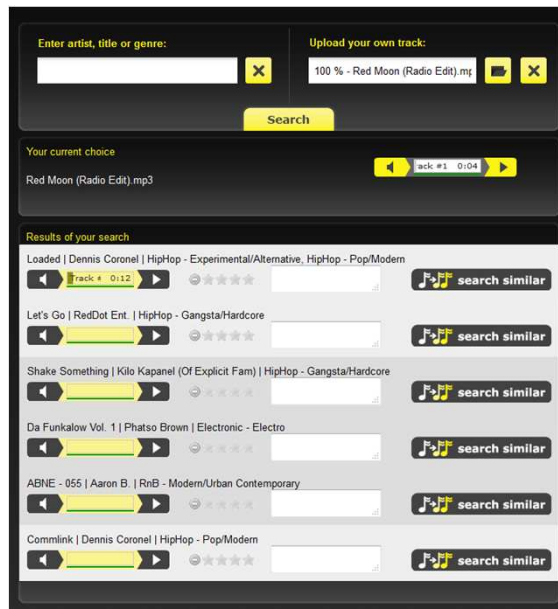 Enter artist, title or genre:
Upload your own track:
100 % - Red Moon (Radio Edit).mp
Search
Your current choice
ack #1 0:04
Red Moon (Radio Edit).mp3
Results of your search
Loaded | Dennis Coronel | HipHop - Experimental/Alternative, HipHop - Pop/Modern
Track # 0:12
search similar
Let's Go | RedDot Ent. | HipHop - Gangsta/Hardcore
search similar
Shake Something | Kilo Kapanel (Of Explicit Fam) | HipHop - Gangsta/Hardcore
search similar
Da Funkalow Vol. 1 | Phatso Brown | Electronic - Electro
search similar
ABNE - 055 | Aaron B. | RnB - Modern/Urban Contemporary
search similar
Commlink | Dennis Coronel | HipHop - Pop/Modern
search similar